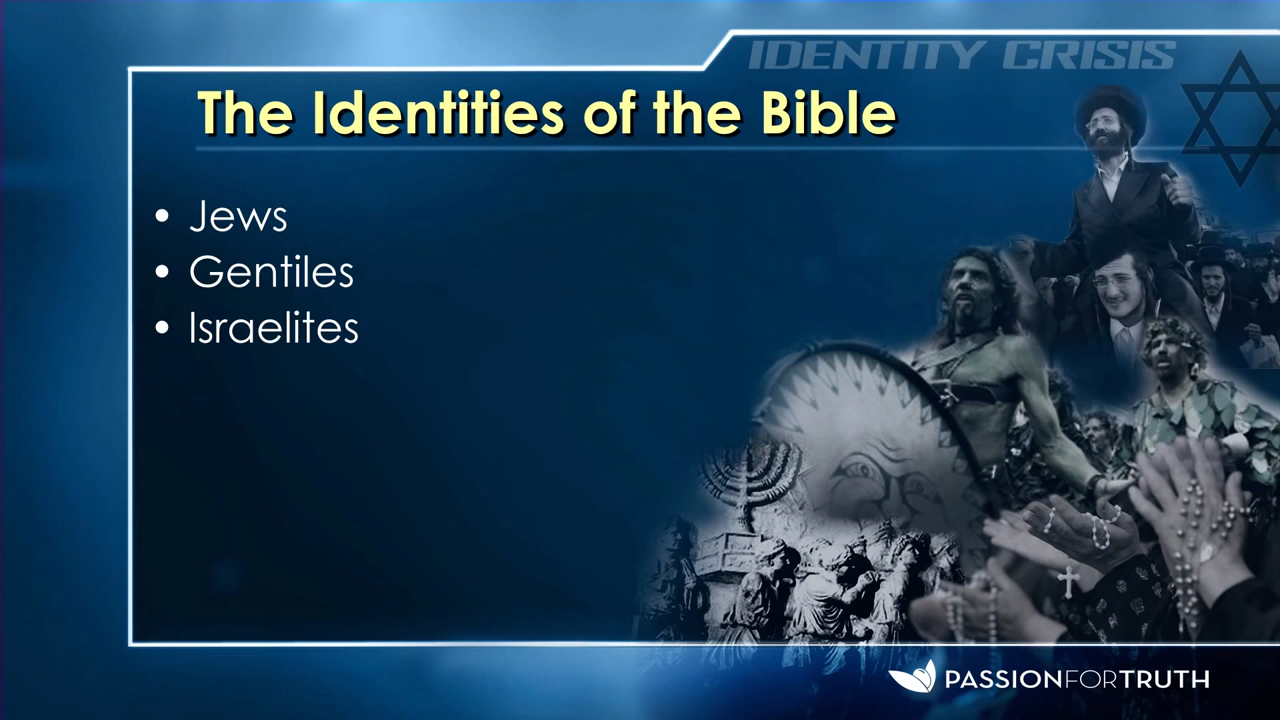 IDENTITY CRISIS
The Identities of the Bible
• Jews
• Gentiles
• Israelites
PASSIONFORTRUTH